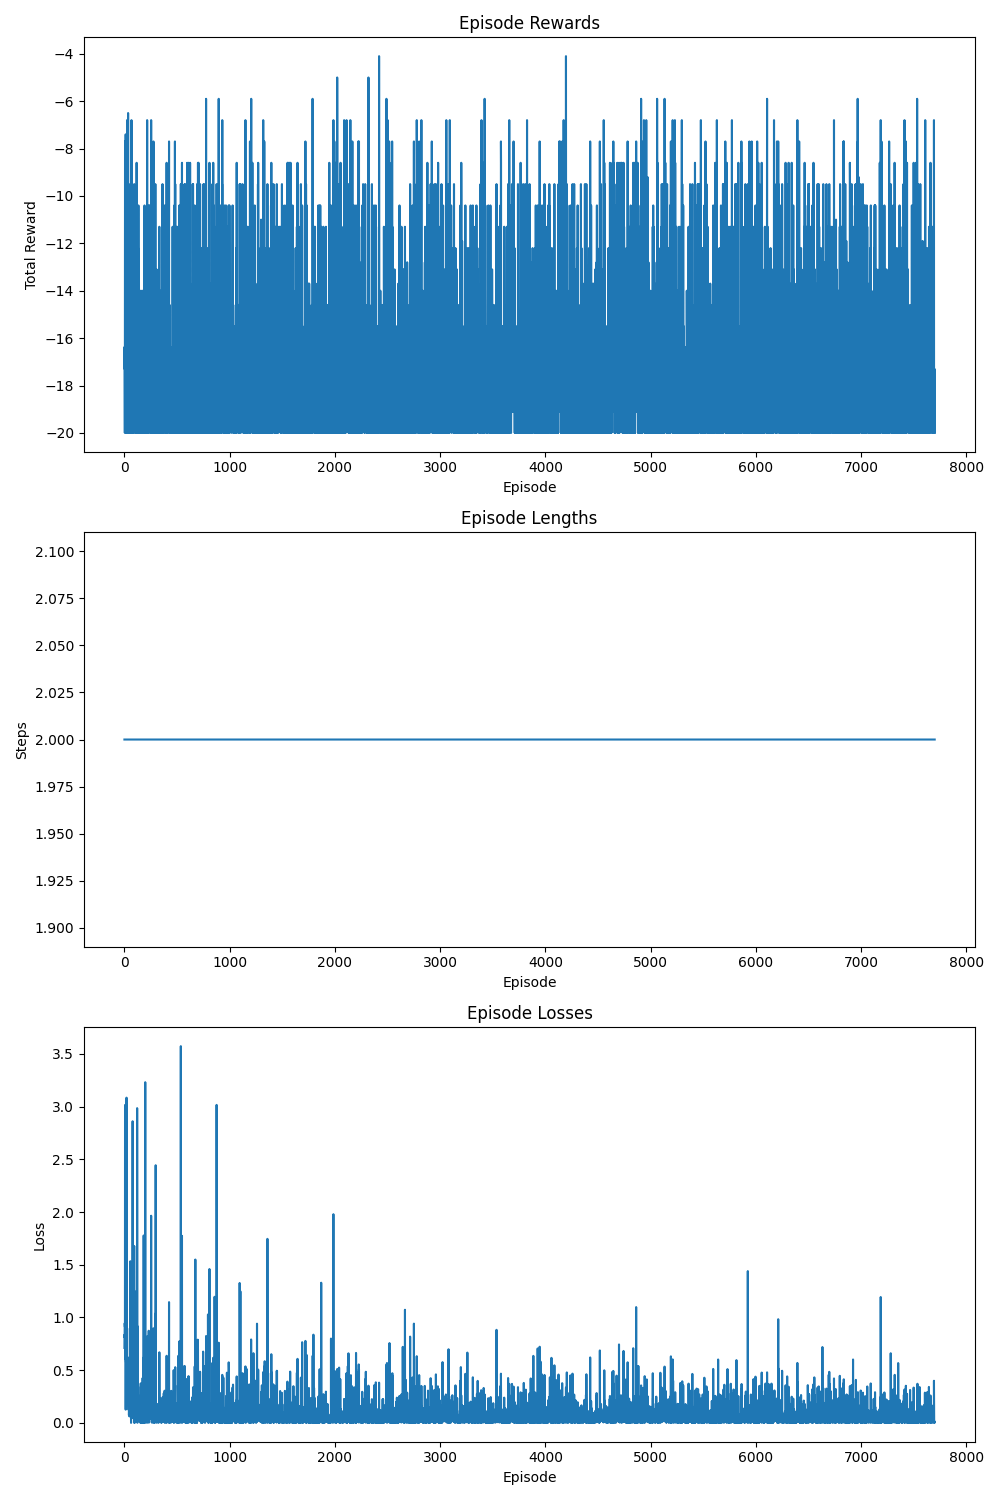 Episode Rewards
−4
−6
−8
−10
−12
−14
−16
−18
−20
Total Reward
0 1000 2000 3000 4000 5000 6000 7000 8000
Episode
Episode Lengths
2.100
2.075
2.050
2.025
2.000
1.975
1.950
1.925
1.900
Steps
0 1000 2000 3000 4000 5000 6000 7000 8000
Episode
Episode Losses
3.5
3.0
2.5
2.0
1.5
1.0
0.5
0.0
Loss
0 1000 2000 3000 4000 5000 6000 7000 8000
Episode